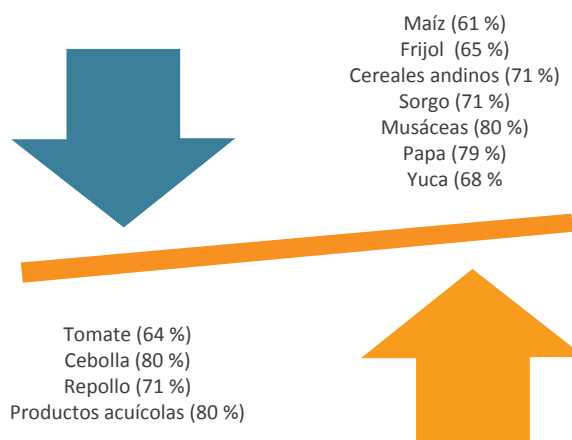 Maíz (61 %)
Frijol (65 %)
Cereales andinos (71 %)
Sorgo (71 %)
Musáceas (80 %)
Papa (79 %)
Yuca (68 %
Tomate (64 %)
Cebolla (80 %)
Repollo (71 %)
Productos acuícolas (80 %)